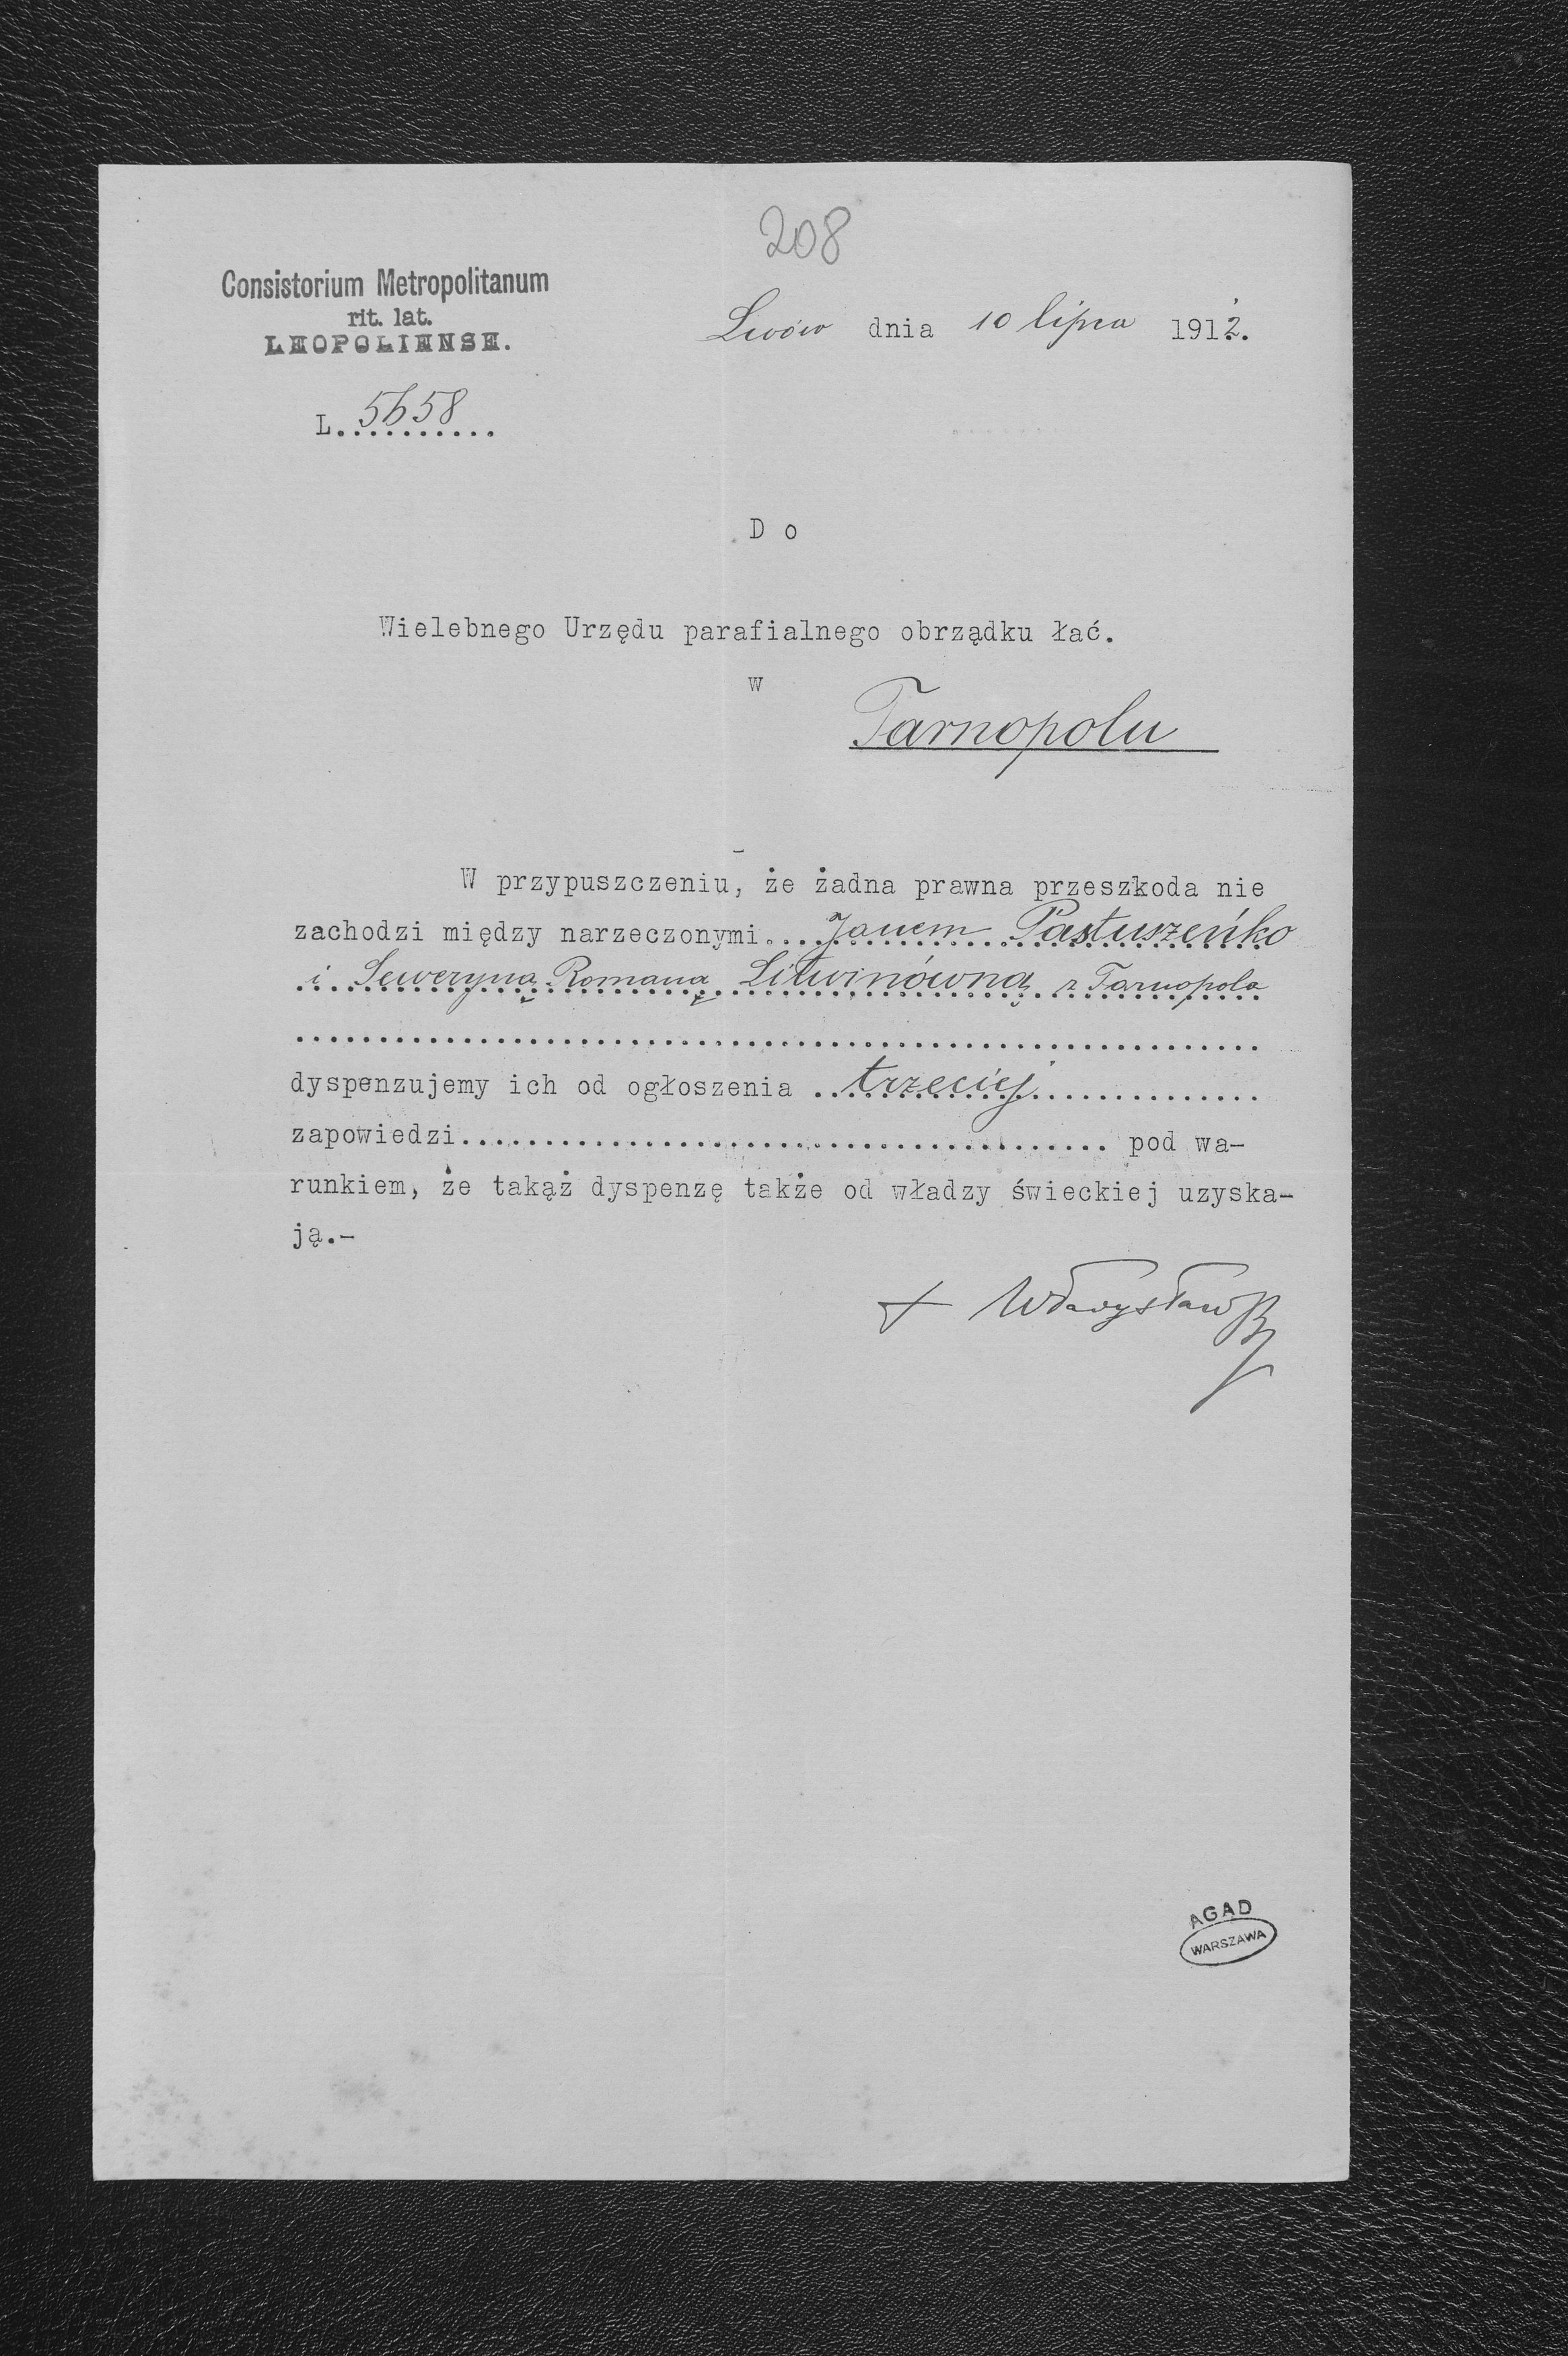 208
Consistorium Metropolitanum
rit. lat.
LEOPOLIENSE.
Lwów dnia 10 lipca 1912.
L. 5658
Do
Wielebnego Urzędu parafialnego obrządku łać.
w
Tarnopolu
W przypuszczeniu, że żadna prawna przeszkoda nie
zachodzi między narzeczonymi Janem Pastuszeńko
i Seweryną Romaną Litwinówną z Tarnopola
dyspenzujemy ich od ogłoszenia trzeciej
zapowiedzi pod wa-
runkiem, że takąż dyspenzę także od władzy świeckiej uzyska-
ją.-
+ Władysław B
AGAD
WARSZAWA